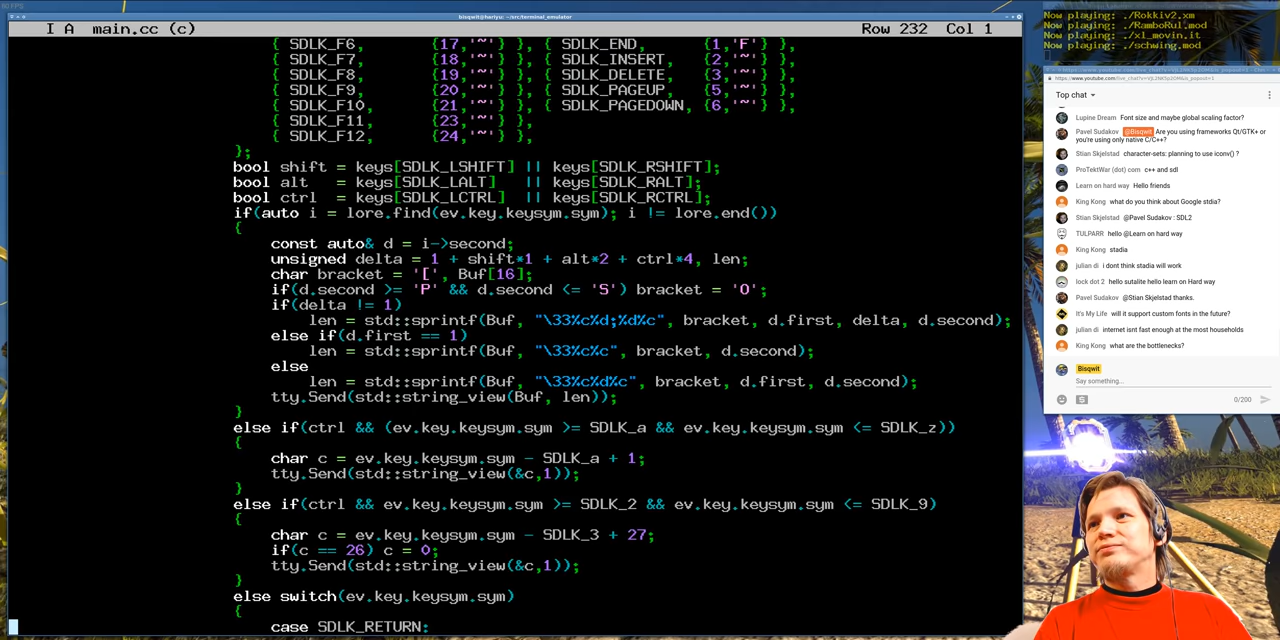 60 FPS
bisqwit@hariyu: ~/src/terminal_emulator
I A main.cc (c) Row 232 Col 1
{ SDLK_F6, {17,'~'} }, { SDLK_END, {1,'F'} },
{ SDLK_F7, {18,'~'} }, { SDLK_INSERT, {2,'~'} },
{ SDLK_F8, {19,'~'} }, { SDLK_DELETE, {3,'~'} },
{ SDLK_F9, {20,'~'} }, { SDLK_PAGEUP, {5,'~'} },
{ SDLK_F10, {21,'~'} }, { SDLK_PAGEDOWN, {6,'~'} },
{ SDLK_F11, {23,'~'} },
{ SDLK_F12, {24,'~'} },
};
bool shift = keys[SDLK_LSHIFT] || keys[SDLK_RSHIFT];
bool alt = keys[SDLK_LALT] || keys[SDLK_RALT];
bool ctrl = keys[SDLK_LCTRL] || keys[SDLK_RCTRL];
if(auto i = lore.find(ev.key.keysym.sym); i != lore.end())
{
const auto& d = i->second;
unsigned delta = 1 + shift*1 + alt*2 + ctrl*4, len;
char bracket = '[', Buf[16];
if(d.second >= 'P' && d.second <= 'S') bracket = 'O';
if(delta != 1)
len = std::sprintf(Buf, "\33%c%d;%d%c", bracket, d.first, delta, d.second);
else if(d.first == 1)
len = std::sprintf(Buf, "\33%c%c", bracket, d.second);
else
len = std::sprintf(Buf, "\33%c%d%c", bracket, d.first, d.second);
tty.Send(std::string_view(Buf, len));
}
else if(ctrl && (ev.key.keysym.sym >= SDLK_a && ev.key.keysym.sym <= SDLK_z))
{
char c = ev.key.keysym.sym - SDLK_a + 1;
tty.Send(std::string_view(&c,1));
}
else if(ctrl && ev.key.keysym.sym >= SDLK_2 && ev.key.keysym.sym <= SDLK_9)
{
char c = ev.key.keysym.sym - SDLK_3 + 27;
if(c == 26) c = 0;
tty.Send(std::string_view(&c,1));
}
else switch(ev.key.keysym.sym)
{
case SDLK_RETURN:
Now playing: ./Rokkiv2.xm
Now playing: ./RamboRul.mod
Now playing: ./xl_movin.it
Now playing: ./schwing.mod
Top chat
Lupine Dream Font size and maybe global scaling factor?
Pavel Sudakov @Bisqwit Are you using frameworks Qt/GTK+ or
you're using only native C/C++?
Stian Skjelstad character-sets: planning to use iconv() ?
ProTektWar (dot) com c++ and sdl
Learn on hard way Hello friends
King Kong what do you think about Google stdia?
Stian Skjelstad @Pavel Sudakov : SDL2
TULPARR hello @Learn on hard way
King Kong stadia
julian di i dont think stadia will work
lock dot 2 hello sutalite hello learn on Hard way
Pavel Sudakov @Stian Skjelstad thanks.
It's My Life will it support custom fonts in the future?
julian di internet isnt fast enough at the most households
King Kong what are the bottlenecks?
Bisqwit
Say something...
0/200